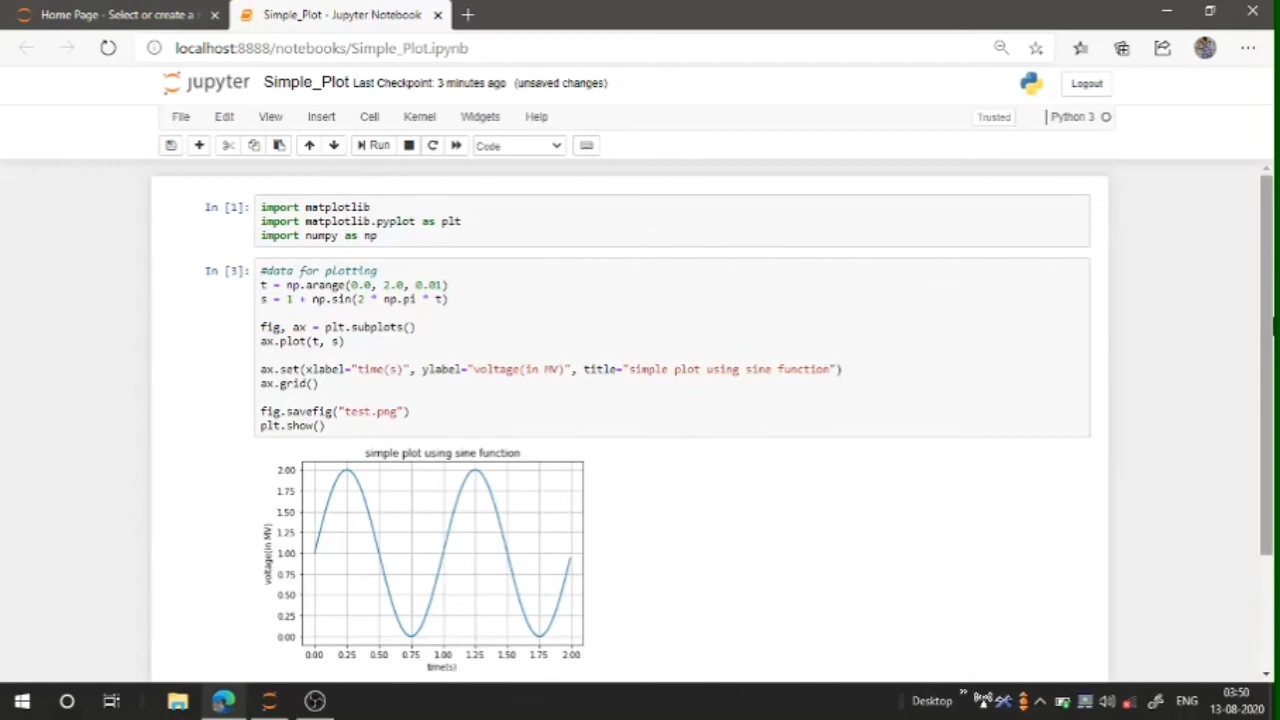 Home Page - Select or create a
Simple_Plot - Jupyter Notebook
localhost:8888/notebooks/Simple_Plot.ipynb
jupyter Simple_Plot Last Checkpoint: 3 minutes ago (unsaved changes)
Logout
File Edit View Insert Cell Kernel Widgets Help
Trusted
Python 3
Run
Code
In [1]:
import matplotlib
import matplotlib.pyplot as plt
import numpy as np
In [3]:
#data for plotting
t = np.arange(0.0, 2.0, 0.01)
s = 1 + np.sin(2 * np.pi * t)
fig, ax = plt.subplots()
ax.plot(t, s)
ax.set(xlabel="time(s)", ylabel="voltage(in MV)", title="simple plot using sine function")
ax.grid()
fig.savefig("test.png")
plt.show()
simple plot using sine function
2.00
1.75
1.50
1.25
1.00
0.75
0.50
0.25
0.00
voltage(in MV)
0.00 0.25 0.50 0.75 1.00 1.25 1.50 1.75 2.00
time(s)
Desktop
ENG
03:50
13-08-2020